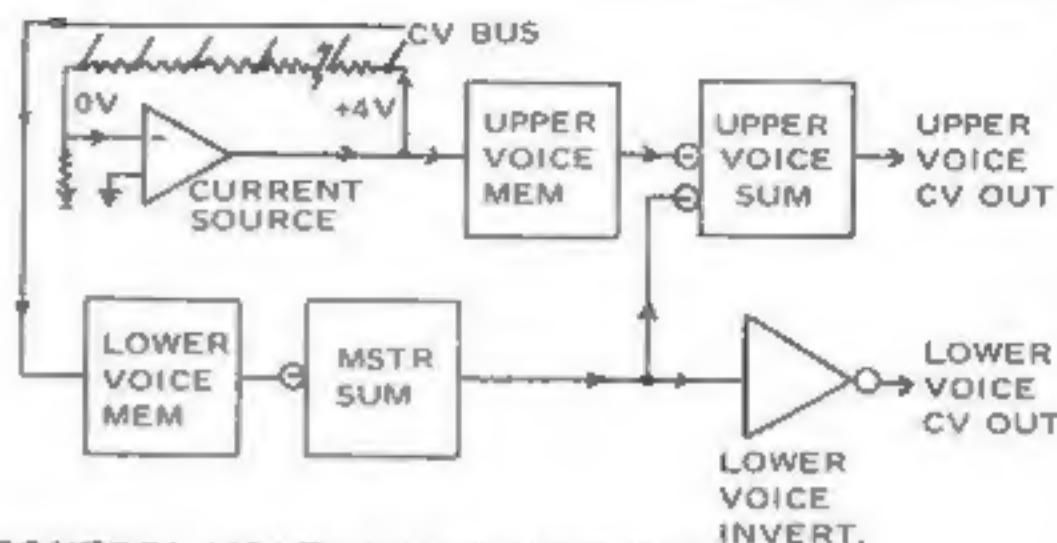 CV BUS
0V
+4V
CURRENT
SOURCE
UPPER
VOICE
MEM
UPPER
VOICE
SUM
UPPER
VOICE
CV OUT
LOWER
VOICE
MEM
MSTR
SUM
LOWER
VOICE
CV OUT
LOWER
VOICE
INVERT.